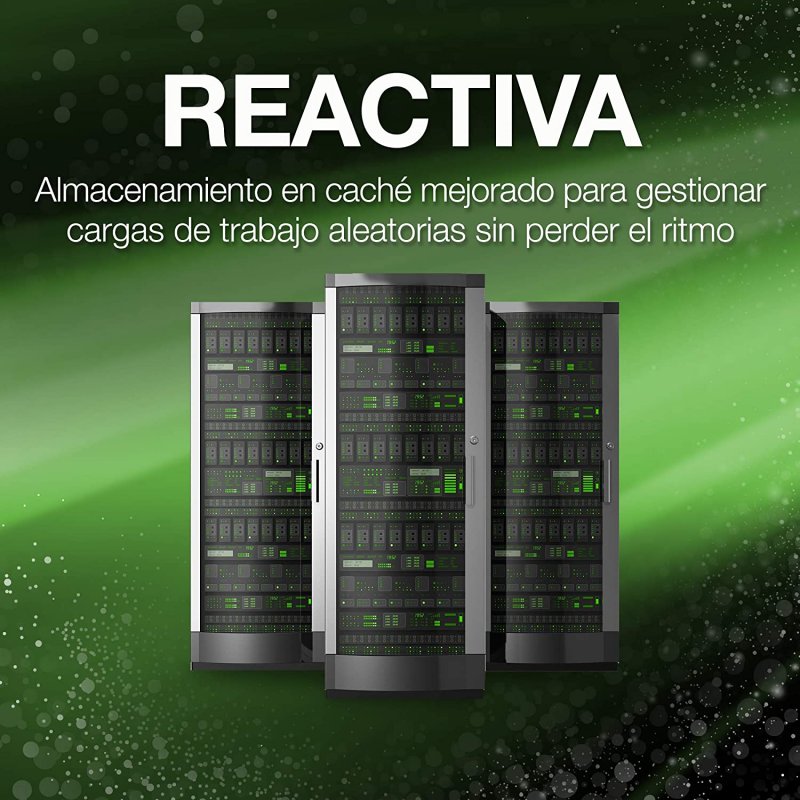 REACTIVA
Almacenamiento en caché mejorado para gestionar
cargas de trabajo aleatorias sin perder el ritmo